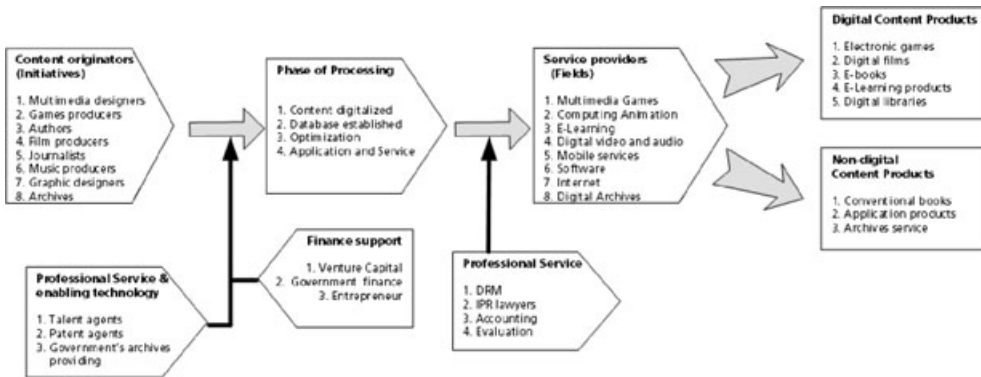 Content originators
(Initiatives)
1. Multimedia designers
2. Games producers
3. Authors
4. Film producers
5. Journalists
6. Music producers
7. Graphic designers
8. Archives
Phase of Processing
1. Content digitalized
2. Database established
3. Optimization
4. Application and Service
Service providers
(Fields)
1. Multimedia Games
2. Computing Animation
3. E-Learning
4. Digital video and audio
5. Mobile services
6. Software
7. Internet
8. Digital Archives
Digital Content Products
1. Electronic games
2. Digital films
3. E-books
4. E-Learning products
5. Digital libraries
Non-digital
Content Products
1. Conventional books
2. Application products
3. Archives service
Professional Service &
enabling technology
1. Talent agents
2. Patent agents
3. Government's archives
providing
Finance support
1. Venture Capital
2. Government finance
3. Entrepreneur
Professional Service
1. DRM
2. IPR lawyers
3. Accounting
4. Evaluation